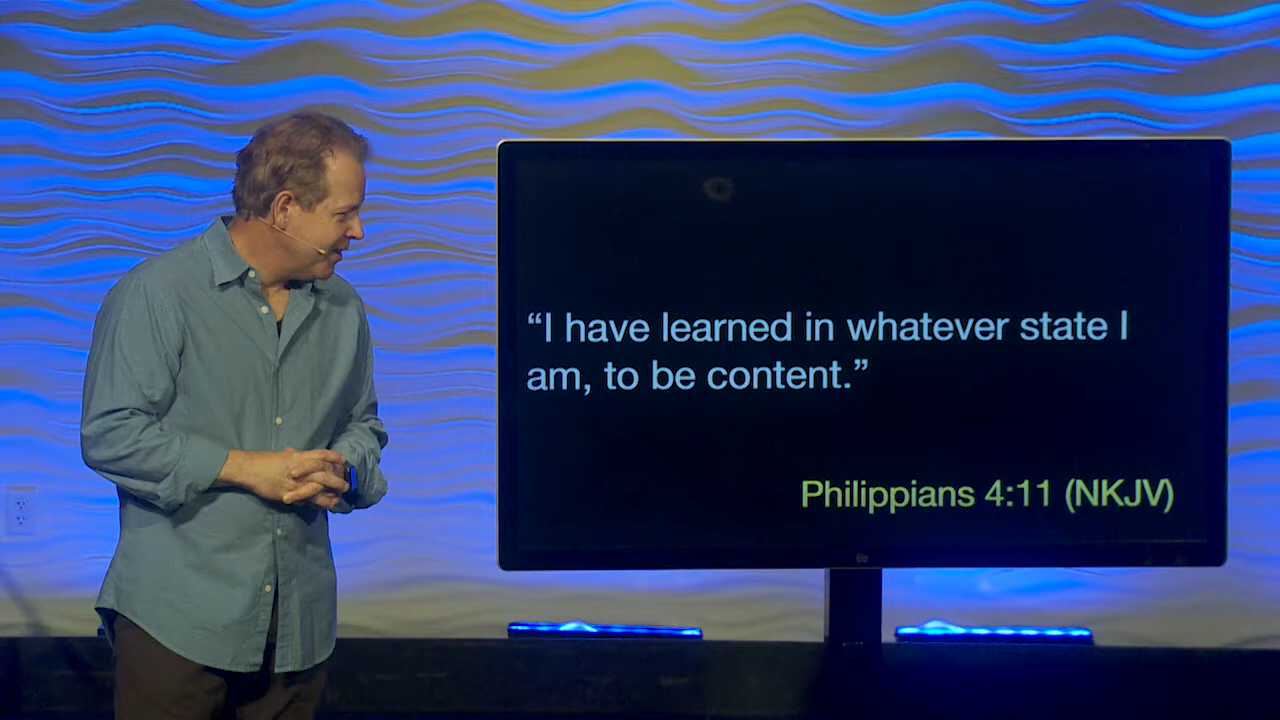 “I have learned in whatever state I
am, to be content.”
Philippians 4:11 (NKJV)